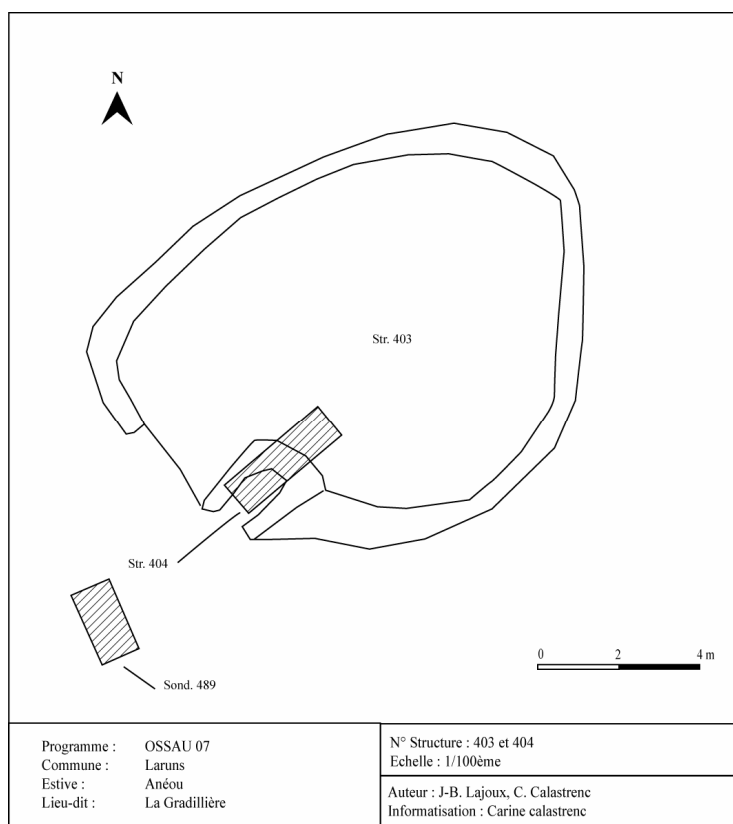 N
Str. 403
Str. 404
Sond. 489
0 2 4 m
Programme : OSSAU 07
Commune : Laruns
Estive : Anéou
Lieu-dit : La Gradillière
N° Structure : 403 et 404
Echelle : 1/100ème
Auteur : J-B. Lajoux, C. Calastrenc
Informatisation : Carine calastrenc